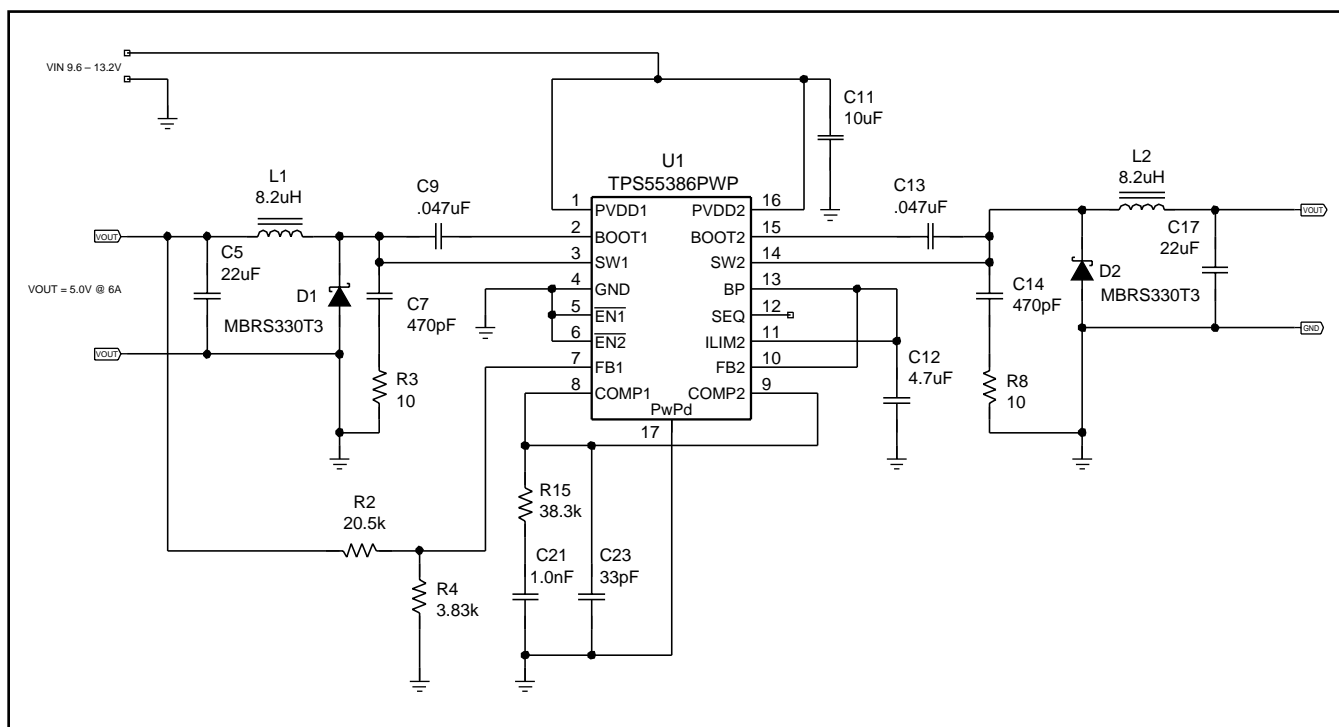 VIN 9.6 – 13.2V
C11
10uF
U1
TPS55386PWP
L1
8.2uH
C9
.047uF
C13
.047uF
L2
8.2uH
1
PVDD1
PVDD2
16
2
BOOT1
BOOT2
15
3
SW1
SW2
14
4
GND
BP
13
5
EN1
SEQ
12
6
EN2
ILIM2
11
7
FB1
FB2
10
8
COMP1
COMP2
9
PwPd
17
VOUT
C5
22uF
VOUT = 5.0V @ 6A
D1
MBRS330T3
C7
470pF
VOUT
R3
10
C12
4.7uF
C14
470pF
R8
10
D2
MBRS330T3
C17
22uF
VOUT
GND
R2
20.5k
R4
3.83k
R15
38.3k
C21
1.0nF
C23
33pF